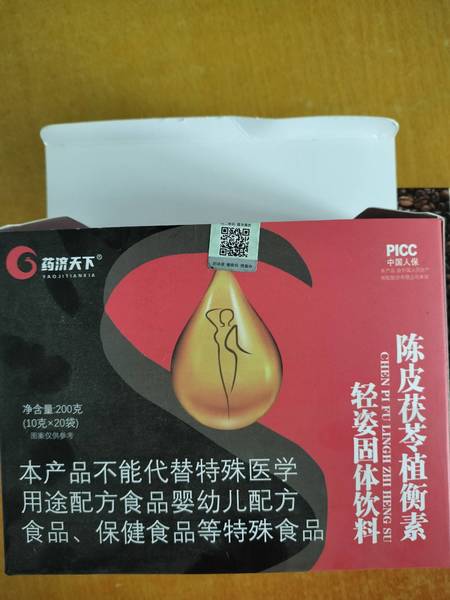 药济天下®
YAOJITIANXIA
PICC
中国人保
陈皮茯苓植衡素
CHEN PI FU LINGH ZHI HENG SU
轻姿固体饮料
净含量:200克
(10克×20袋)
图案仅供参考
本产品不能代替特殊医学
用途配方食品婴幼儿配方
食品、保健食品等特殊食品